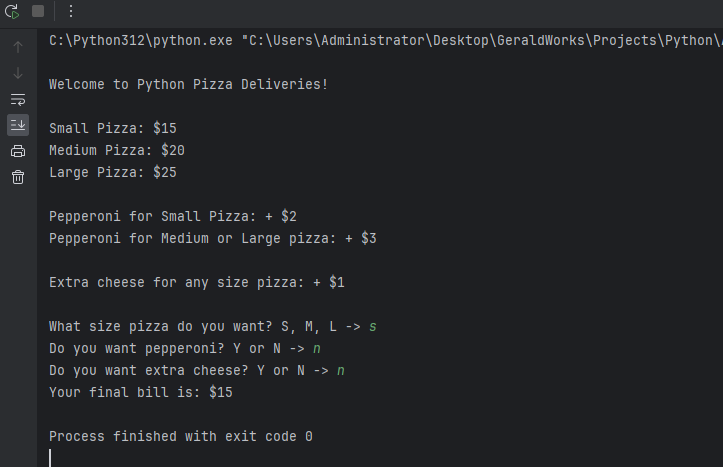 C:\Python312\python.exe "C:\Users\Administrator\Desktop\GeraldWorks\Projects\Python\
Welcome to Python Pizza Deliveries!
Small Pizza: $15
Medium Pizza: $20
Large Pizza: $25
Pepperoni for Small Pizza: + $2
Pepperoni for Medium or Large pizza: + $3
Extra cheese for any size pizza: + $1
What size pizza do you want? S, M, L -> s
Do you want pepperoni? Y or N -> n
Do you want extra cheese? Y or N -> n
Your final bill is: $15
Process finished with exit code 0